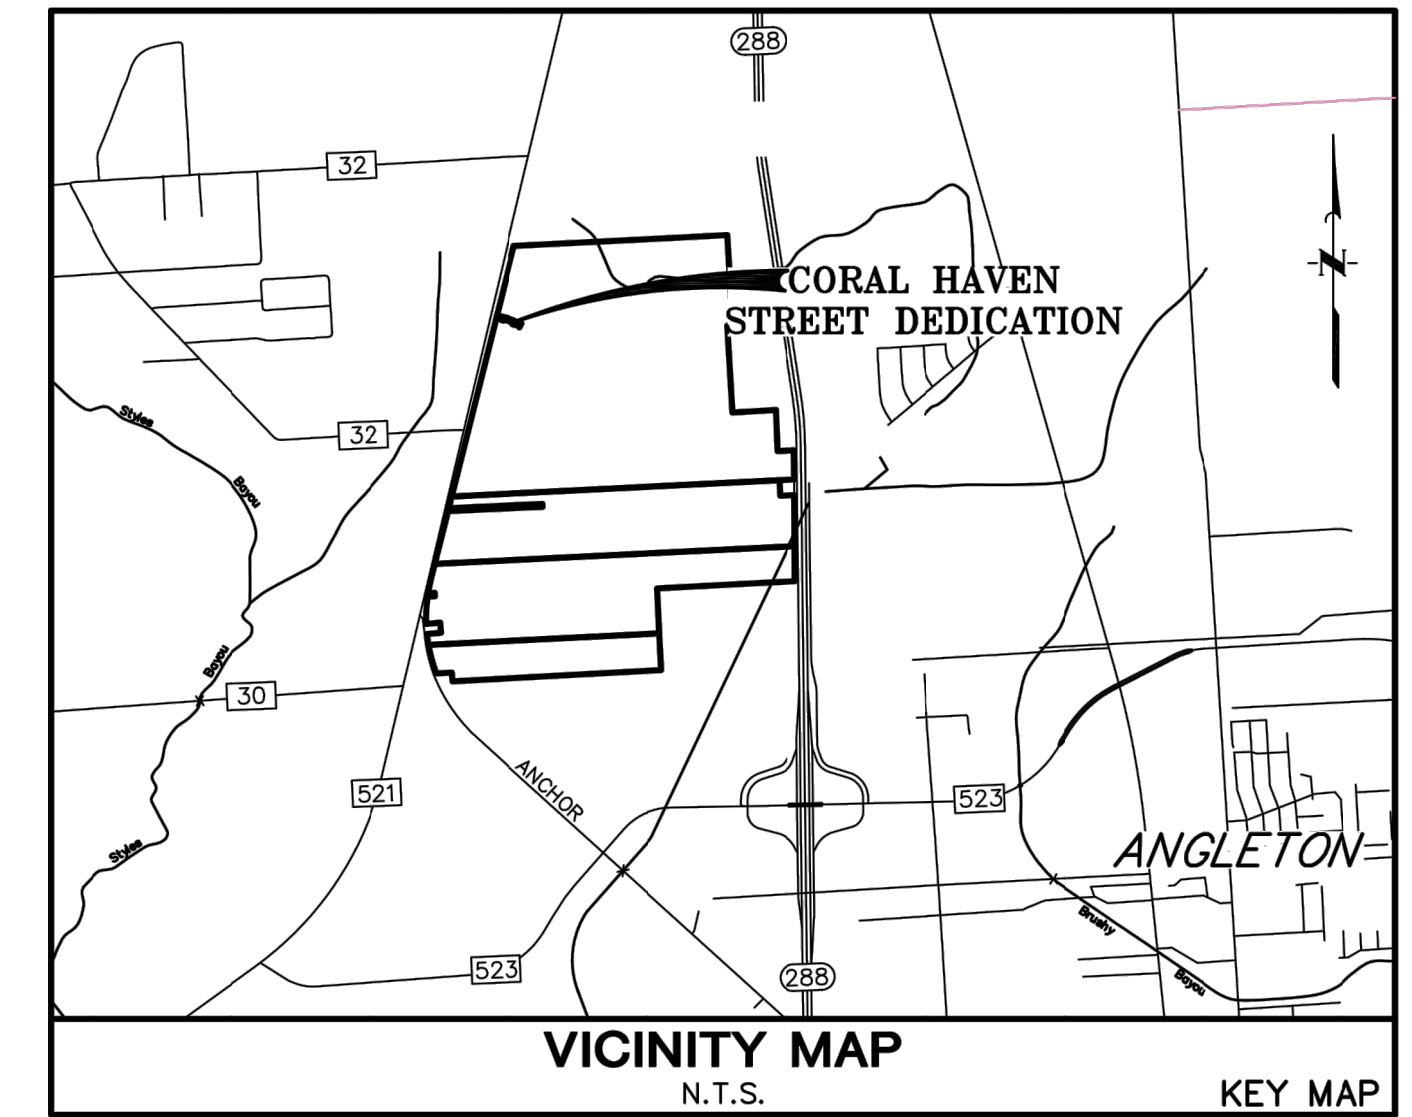 288
32
CORAL HAVEN
STREET DEDICATION
N
Styles
32
Bayou
Bayou
30
521
ANCHOR
523
ANGLETON
Styles
Brushy
523
288
Bayou
VICINITY MAP
N.T.S.
KEY MAP